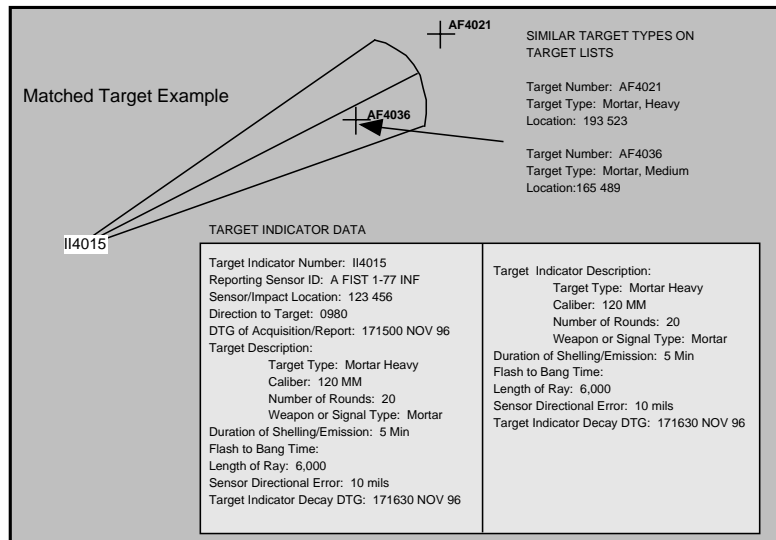 AF4021
SIMILAR TARGET TYPES ON
TARGET LISTS
Matched Target Example
Target Number: AF4021
Target Type: Mortar, Heavy
Location: 193 523
AF4036
Target Number: AF4036
Target Type: Mortar, Medium
Location:165 489
II4015
TARGET INDICATOR DATA
Target Indicator Number: II4015
Reporting Sensor ID: A FIST 1-77 INF
Sensor/Impact Location: 123 456
Direction to Target: 0980
DTG of Acquisition/Report: 171500 NOV 96
Target Description:
Target Type: Mortar Heavy
Caliber: 120 MM
Number of Rounds: 20
Weapon or Signal Type: Mortar
Duration of Shelling/Emission: 5 Min
Flash to Bang Time:
Length of Ray: 6,000
Sensor Directional Error: 10 mils
Target Indicator Decay DTG: 171630 NOV 96
Target Indicator Description:
Target Type: Mortar Heavy
Caliber: 120 MM
Number of Rounds: 20
Weapon or Signal Type: Mortar
Duration of Shelling/Emission: 5 Min
Flash to Bang Time:
Length of Ray: 6,000
Sensor Directional Error: 10 mils
Target Indicator Decay DTG: 171630 NOV 96